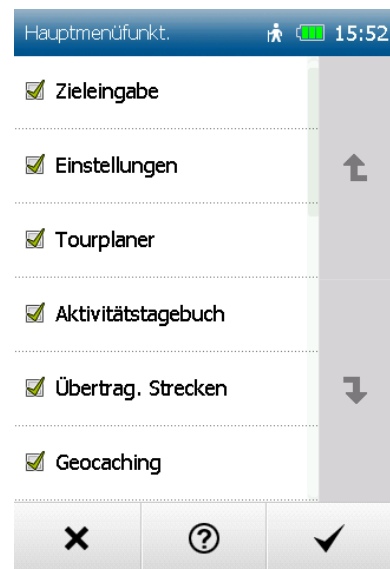 Hauptmenüfunkt. 15:52
Zieleingabe
Einstellungen
Tourplaner
Aktivitätstagebuch
Übertrag. Strecken
Geocaching
?